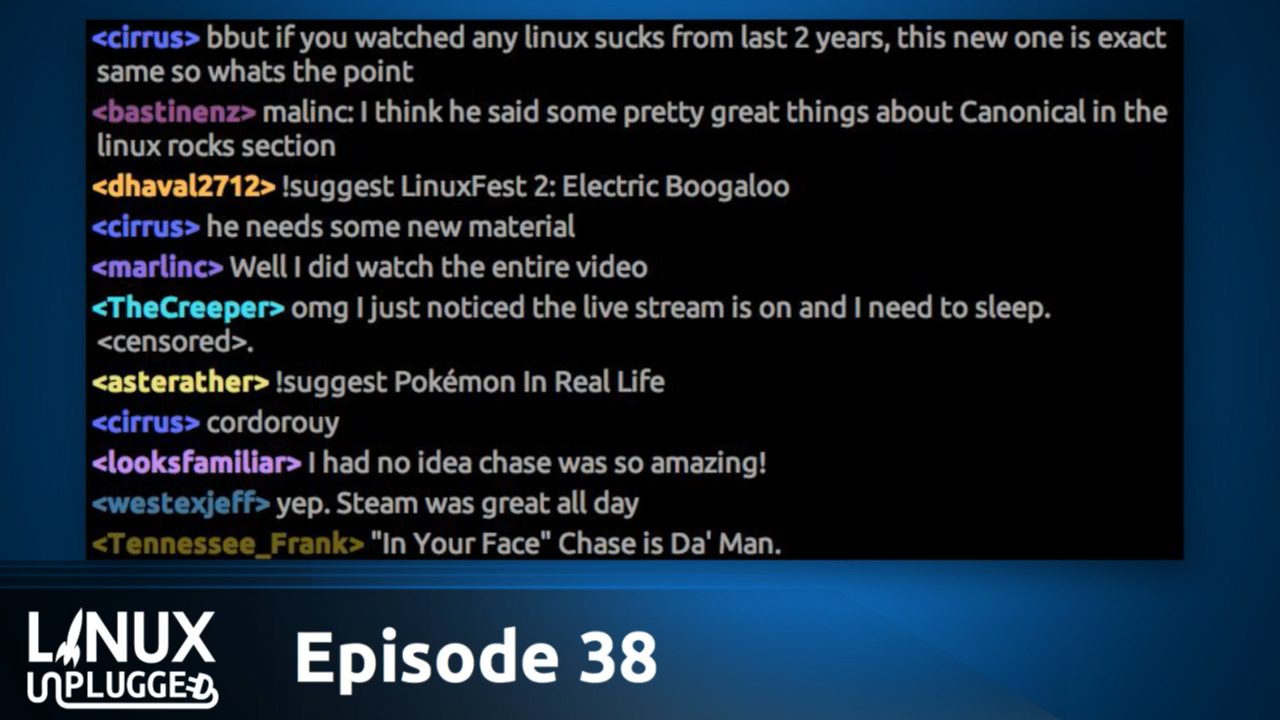 <cirrus> bbut if you watched any linux sucks from last 2 years, this new one is exact
same so whats the point
<bastinenz> malinc: I think he said some pretty great things about Canonical in the
linux rocks section
<dhaval2712> !suggest LinuxFest 2: Electric Boogaloo
<cirrus> he needs some new material
<marlinc> Well I did watch the entire video
<TheCreeper> omg I just noticed the live stream is on and I need to sleep.
<censored>.
<asterather> !suggest Pokémon In Real Life
<cirrus> cordorouy
<looksfamiliar> I had no idea chase was so amazing!
<westexjeff> yep. Steam was great all day
<Tennessee_Frank> "In Your Face" Chase is Da' Man.
LINUX
UNPLUGGED
Episode 38